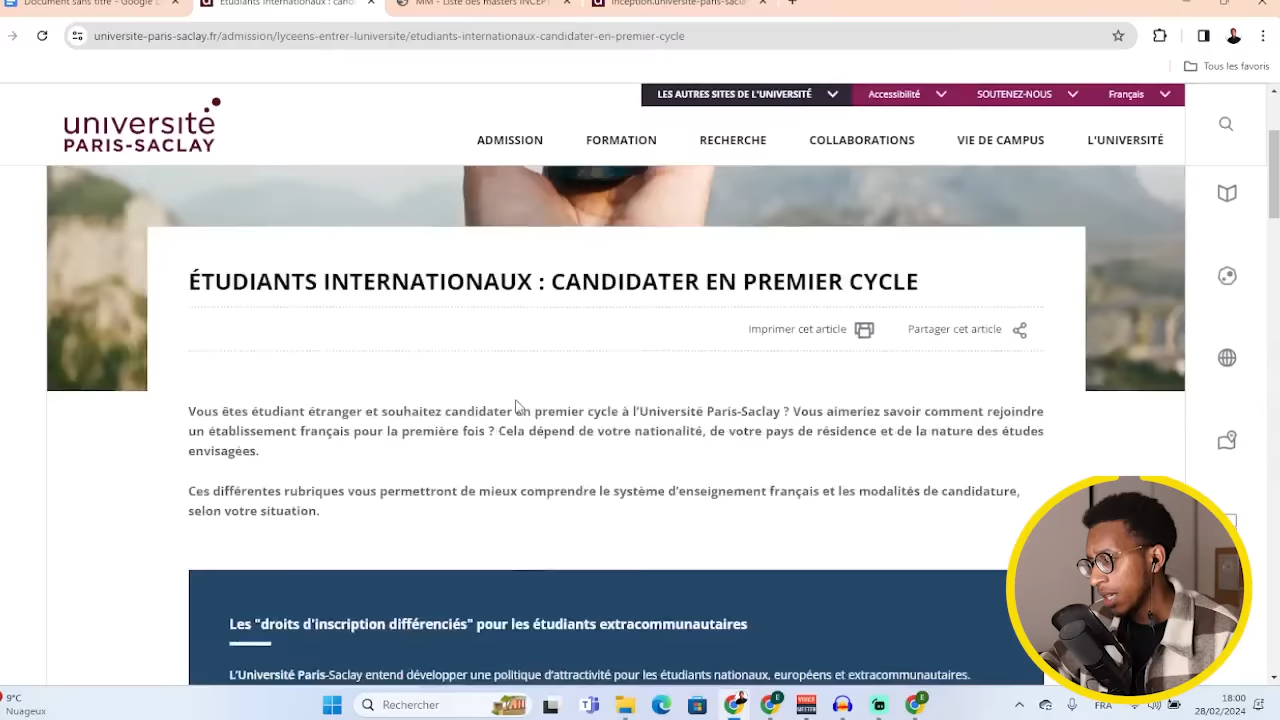 Document sans titre - Google
Étudiants internationaux : cand
MM - Liste des masters INCEPT
inception.universite-paris-sacla
université-paris-saclay.fr/admission/lyceens-entrer-luniversite/etudiants-internationaux-candidater-en-premier-cycle
Tous les favoris
LES AUTRES SITES DE L'UNIVERSITÉ
Accessibilité
SOUTENEZ-NOUS
Français
université
PARIS-SACLAY
ADMISSION
FORMATION
RECHERCHE
COLLABORATIONS
VIE DE CAMPUS
L'UNIVERSITÉ
ÉTUDIANTS INTERNATIONAUX : CANDIDATER EN PREMIER CYCLE
Imprimer cet article
Partager cet article
Vous êtes étudiant étranger et souhaitez candidater en premier cycle à l'Université Paris-Saclay ? Vous aimeriez savoir comment rejoindre
un établissement français pour la première fois ? Cela dépend de votre nationalité, de votre pays de résidence et de la nature des études
envisagées.
Ces différentes rubriques vous permettront de mieux comprendre le système d'enseignement français et les modalités de candidature,
selon votre situation.
Les "droits d'inscription différenciés" pour les étudiants extracommunautaires
L'Université Paris-Saclay entend développer une politique d'attractivité pour les étudiants nationaux, européens et extracommunautaires.
9°C
Nuageux
Rechercher
FRA
18:00
28/02/2024